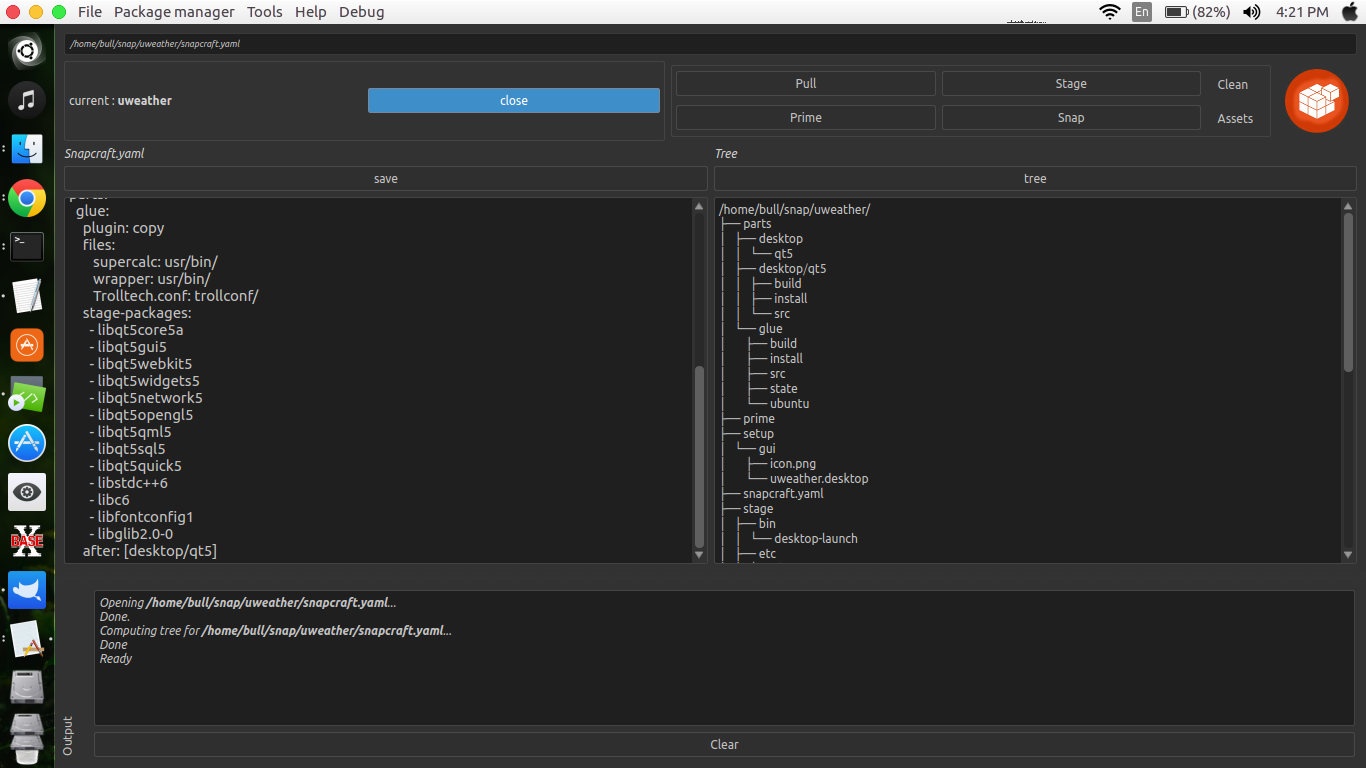 File Package manager Tools Help Debug
En (82%) 4:21 PM
/home/bull/snap/uweather/snapcraft.yaml
current : uweather
close
Pull
Stage
Clean
Prime
Snap
Assets
Snapcraft.yaml
save
glue:
plugin: copy
files:
supercalc: usr/bin/
wrapper: usr/bin/
Trolltech.conf: trollconf/
stage-packages:
- libqt5core5a
- libqt5gui5
- libqt5webkit5
- libqt5widgets5
- libqt5network5
- libqt5opengl5
- libqt5qml5
- libqt5sql5
- libqt5quick5
- libstdc++6
- libc6
- libfontconfig1
- libglib2.0-0
after: [desktop/qt5]
Tree
tree
/home/bull/snap/uweather/
├── parts
│   ├── desktop
│   │   └── qt5
│   ├── desktop/qt5
│   │   ├── build
│   │   ├── install
│   │   └── src
│   └── glue
│       ├── build
│       ├── install
│       ├── src
│       ├── state
│       └── ubuntu
├── prime
├── setup
│   └── gui
│       ├── icon.png
│       └── uweather.desktop
├── snapcraft.yaml
├── stage
│   ├── bin
│   │   └── desktop-launch
│   ├── etc
Output
Opening /home/bull/snap/uweather/snapcraft.yaml...
Done.
Computing tree for /home/bull/snap/uweather/snapcraft.yaml...
Done
Ready
Clear
X
BASE